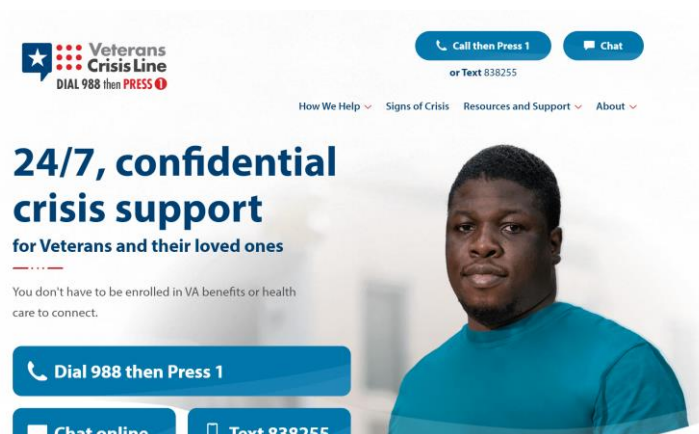 Veterans
Crisis Line
DIAL 988 then PRESS 1
Call then Press 1
Chat
or Text 838255
How We Help
Signs of Crisis
Resources and Support
About
24/7, confidential
crisis support
for Veterans and their loved ones
You don't have to be enrolled in VA benefits or health
care to connect.
Dial 988 then Press 1
Chat online
Text 838255